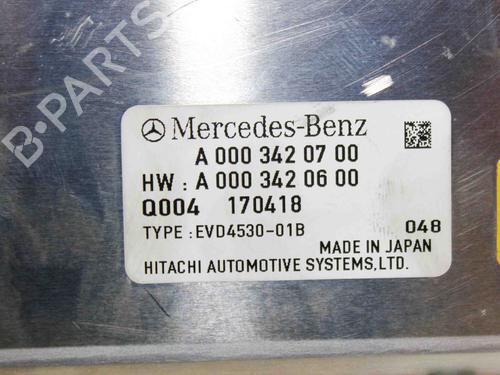 B-PARTS
Mercedes-Benz
A 000 342 07 00
HW : A 000 342 06 00
Q004 170418
TYPE : EVD4530-01B 048
MADE IN JAPAN
HITACHI AUTOMOTIVE SYSTEMS,LTD.